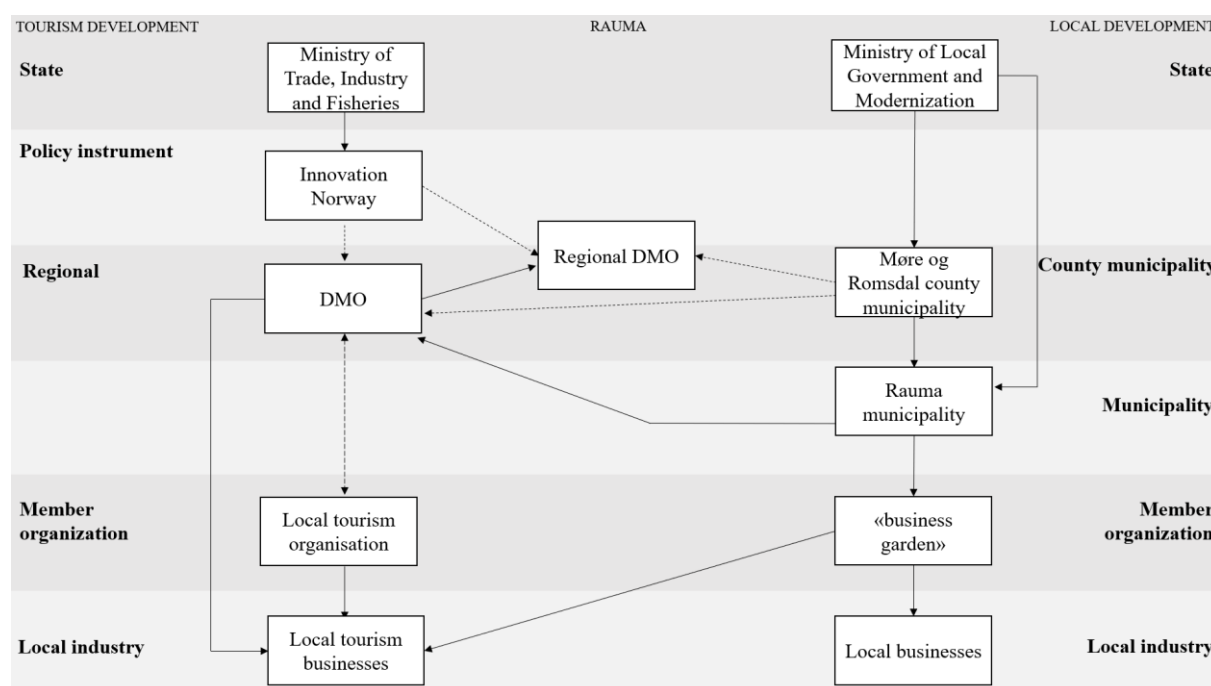 TOURISM DEVELOPMENT
RAUMA
LOCAL DEVELOPMENT
State
Ministry of
Trade, Industry
and Fisheries
Ministry of Local
Government and
Modernization
State
Policy instrument
Innovation
Norway
Regional
DMO
Regional DMO
Møre og
Romsdal county
municipality
County municipality
Rauma
municipality
Municipality
Member
organization
Local tourism
organisation
«business
garden»
Member
organization
Local industry
Local tourism
businesses
Local businesses
Local industry